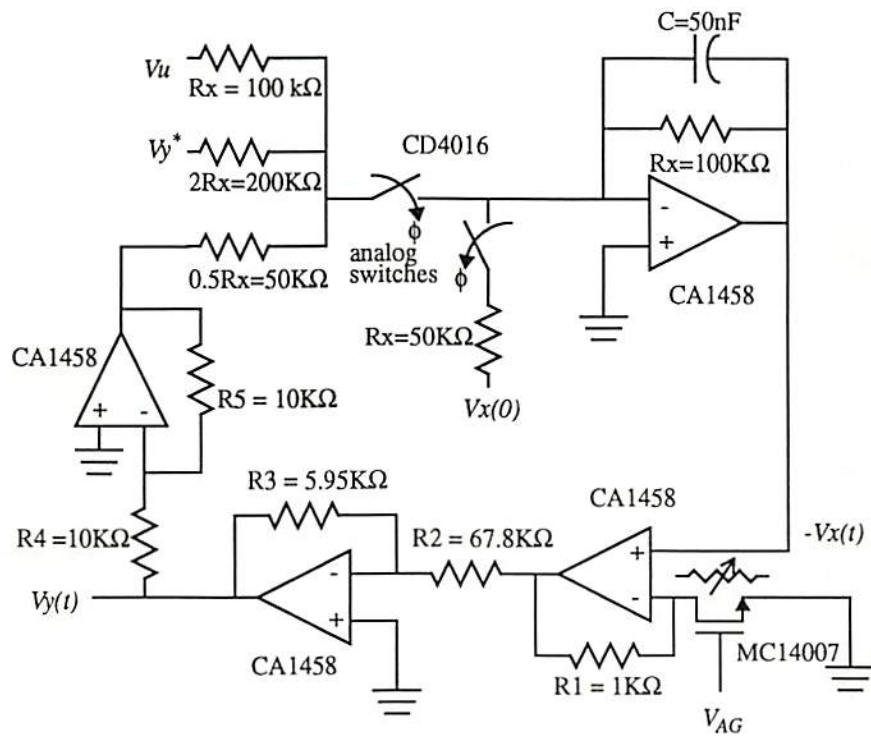 C=50nF
Vu
Rx = 100 kΩ
Vy*
2Rx=200KΩ
CD4016
Rx=100KΩ
-
+
ϕ
analog
switches
ϕ
0.5Rx=50KΩ
CA1458
CA1458
Rx=50KΩ
+ -
R5 = 10KΩ
Vx(0)
R3 = 5.95KΩ
CA1458
R4 =10KΩ
R2 = 67.8KΩ
-Vx(t)
+
-
-
+
Vy(t)
CA1458
R1 = 1KΩ
MC14007
VAG